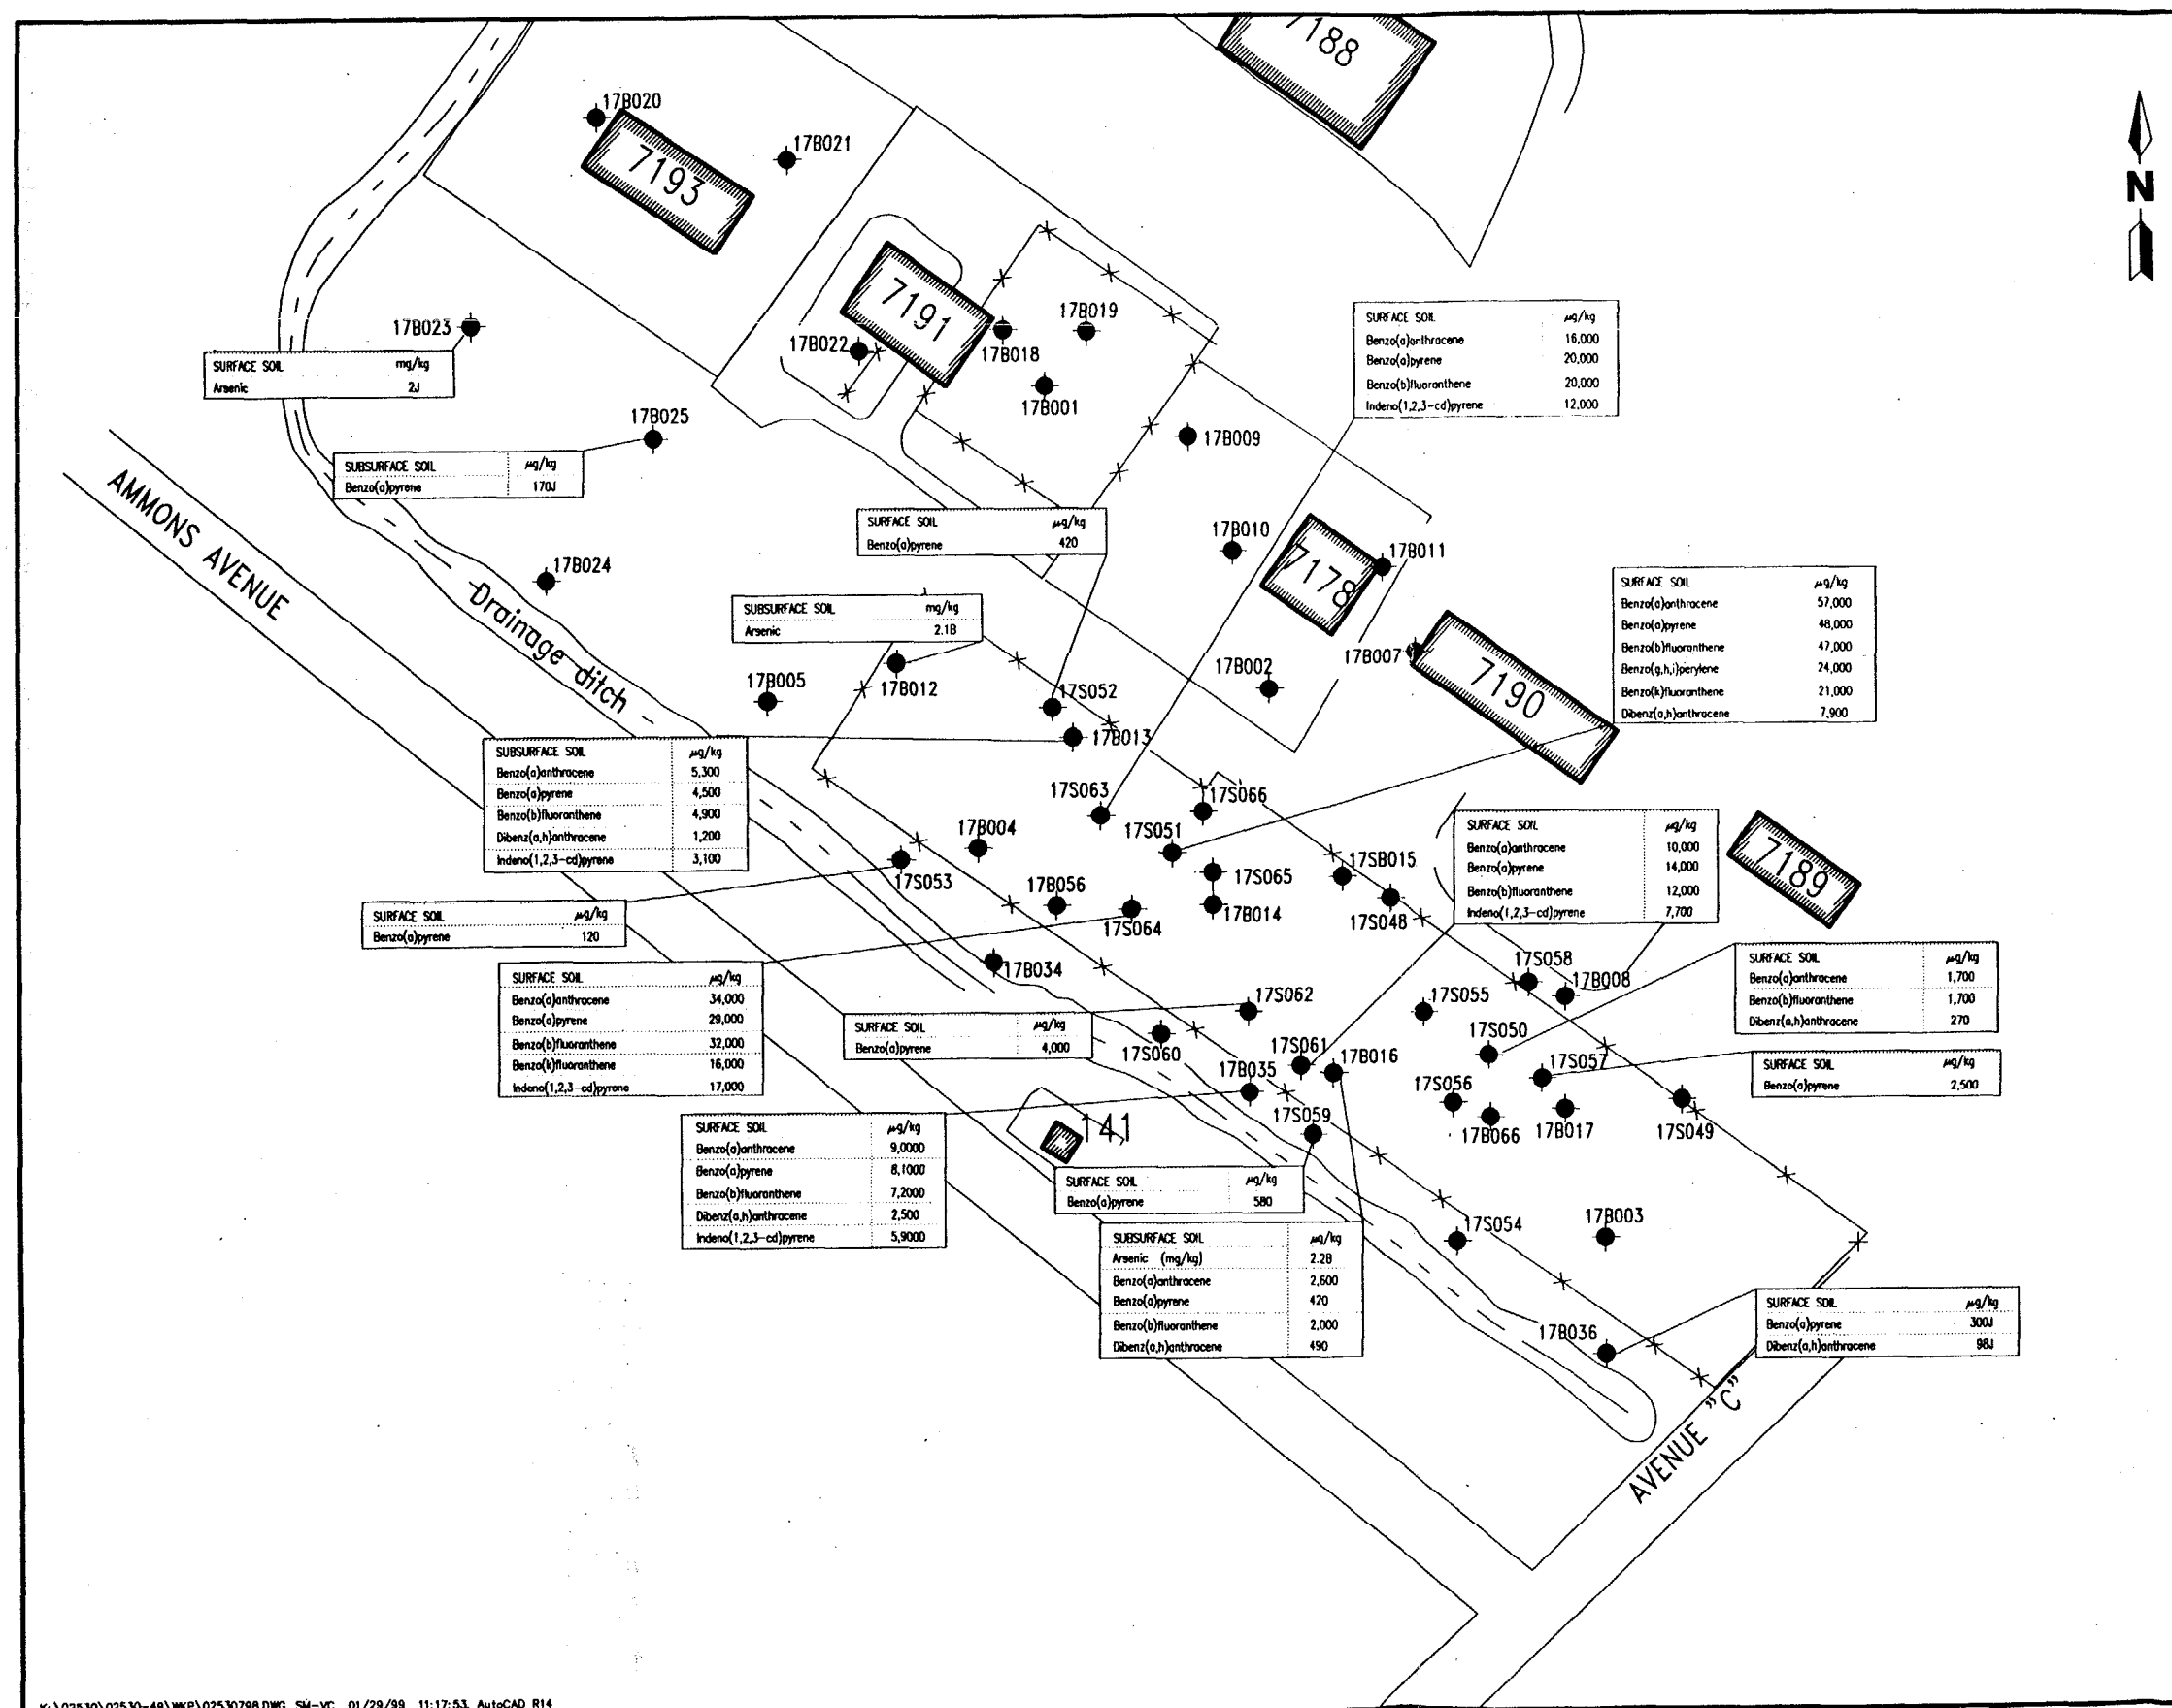 7188
17B020
17B021
7193
N
7191
17B019
17B018
17B022
17B001
17B023
SURFACE SOIL mg/kg
Arsenic 2J
SURFACE SOIL µg/kg
Benzo(a)anthracene 16,000
Benzo(a)pyrene 20,000
Benzo(b)fluoranthene 20,000
Indeno(1,2,3-cd)pyrene 12,000
17B025
17B009
SUBSURFACE SOIL µg/kg
Benzo(a)pyrene 170J
AMMONS AVENUE
SURFACE SOIL µg/kg
Benzo(a)pyrene 420
17B010
7178
17B011
17B024
Drainage ditch
SUBSURFACE SOIL mg/kg
Arsenic 2.1B
SURFACE SOIL µg/kg
Benzo(a)anthracene 57,000
Benzo(a)pyrene 48,000
Benzo(b)fluoranthene 47,000
Benzo(g,h,i)perylene 24,000
Benzo(k)fluoranthene 21,000
Dibenz(a,h)anthracene 7,900
17B007
7190
17B002
17B005
17B012
17S052
17B013
SUBSURFACE SOIL µg/kg
Benzo(a)anthracene 5,300
Benzo(a)pyrene 4,500
Benzo(b)fluoranthene 4,900
Dibenz(a,h)anthracene 1,200
Indeno(1,2,3-cd)pyrene 3,100
17S063
17S066
17S051
17B004
17S053
17S065
17SB015
SURFACE SOIL µg/kg
Benzo(a)anthracene 10,000
Benzo(a)pyrene 14,000
Benzo(b)fluoranthene 12,000
Indeno(1,2,3-cd)pyrene 7,700
7189
17B056
17S064
17B014
17S048
SURFACE SOIL µg/kg
Benzo(a)pyrene 120
17B034
17S058
17B008
SURFACE SOIL µg/kg
Benzo(a)anthracene 1,700
Benzo(b)fluoranthene 1,700
Dibenz(a,h)anthracene 270
SURFACE SOIL µg/kg
Benzo(a)anthracene 34,000
Benzo(a)pyrene 29,000
Benzo(b)fluoranthene 32,000
Benzo(k)fluoranthene 16,000
Indeno(1,2,3-cd)pyrene 17,000
17S062
17S055
SURFACE SOIL µg/kg
Benzo(a)pyrene 4,000
17S060
17S050
17S061
17B016
17S057
SURFACE SOIL µg/kg
Benzo(a)pyrene 2,500
17B035
17S056
17S059
17B066
17B017
17S049
141
SURFACE SOIL µg/kg
Benzo(a)anthracene 9,0000
Benzo(a)pyrene 8,1000
Benzo(b)fluoranthene 7,2000
Dibenz(a,h)anthracene 2,500
Indeno(1,2,3-cd)pyrene 5,9000
SURFACE SOIL µg/kg
Benzo(a)pyrene 580
17S054
17B003
SUBSURFACE SOIL µg/kg
Arsenic (mg/kg) 2.2B
Benzo(a)anthracene 2,600
Benzo(a)pyrene 420
Benzo(b)fluoranthene 2,000
Dibenz(a,h)anthracene 490
17B036
SURFACE SOIL µg/kg
Benzo(a)pyrene 300J
Dibenz(a,h)anthracene 98J
AVENUE "C"
K:\02530\02530-49\WKP\02530798.DWG, SM-VC, 01/29/99 11:17:53, AutoCAD R14